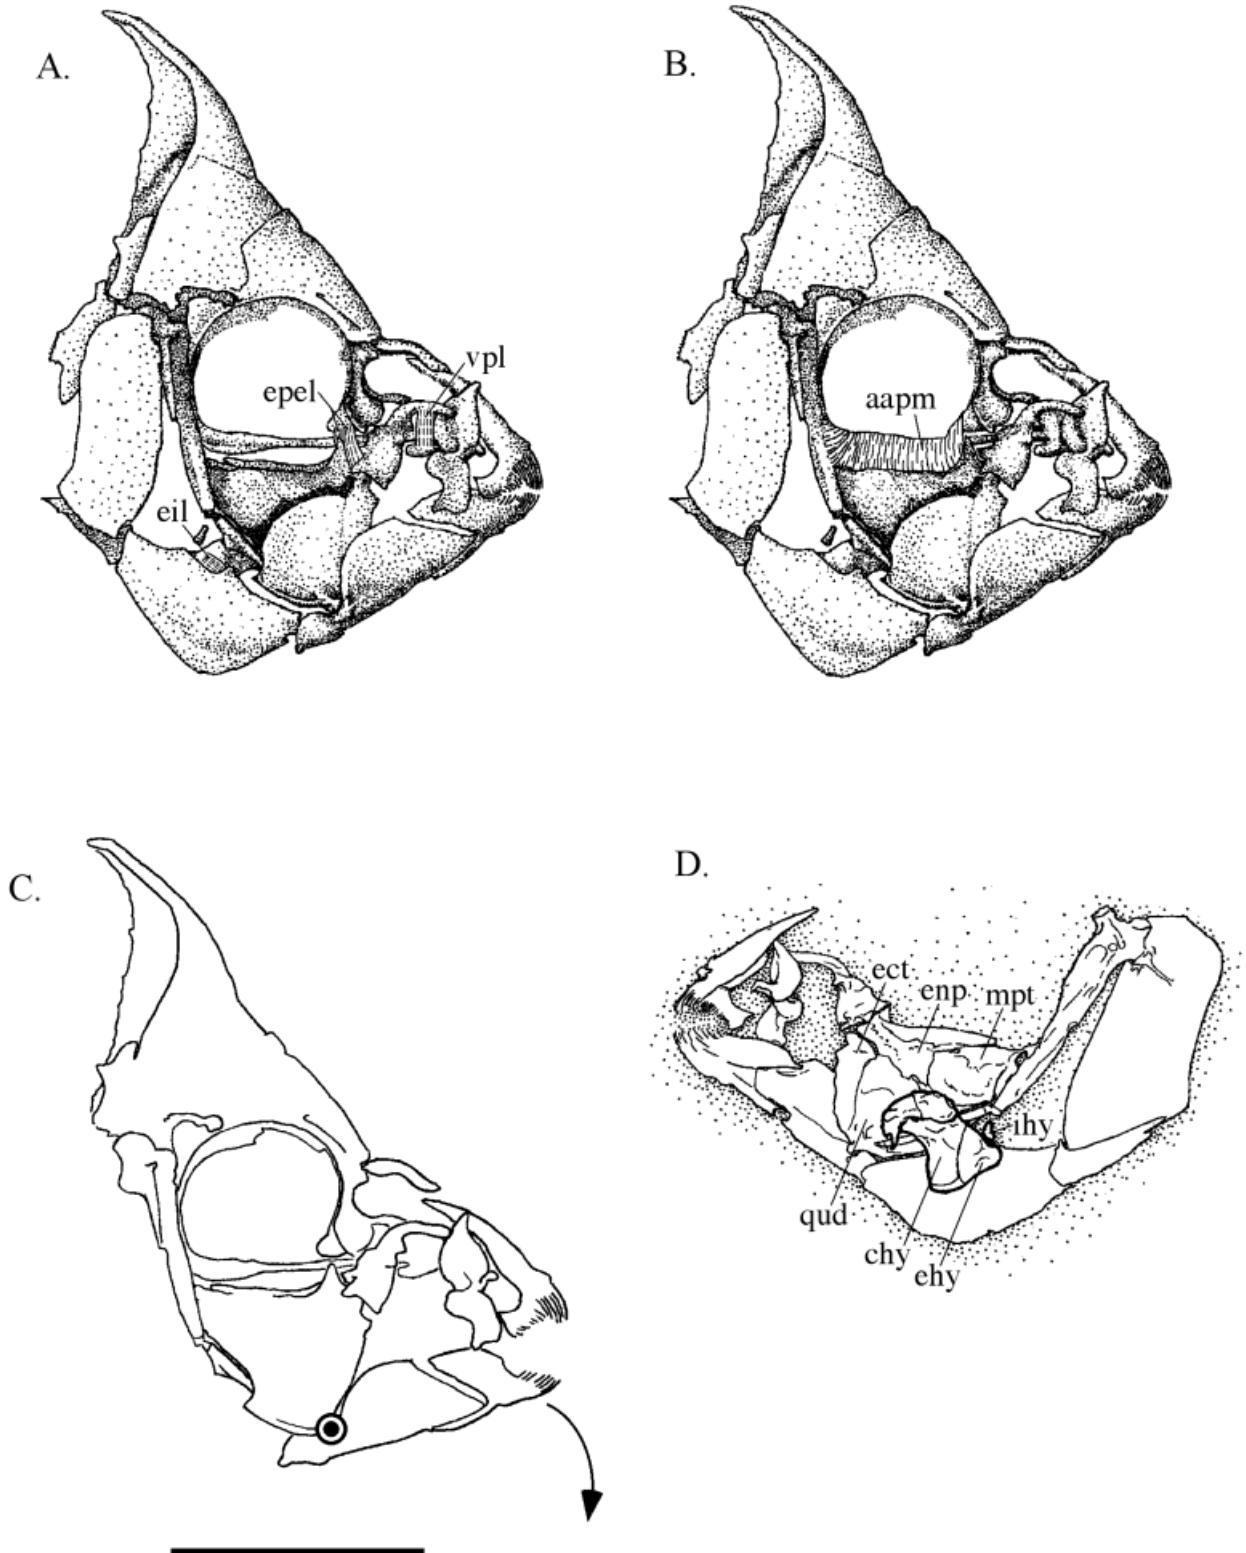 A.
B.
vpl
epel
aapm
eil
C.
D.
ect
enp
mpt
ihy
qud
chy
ehy